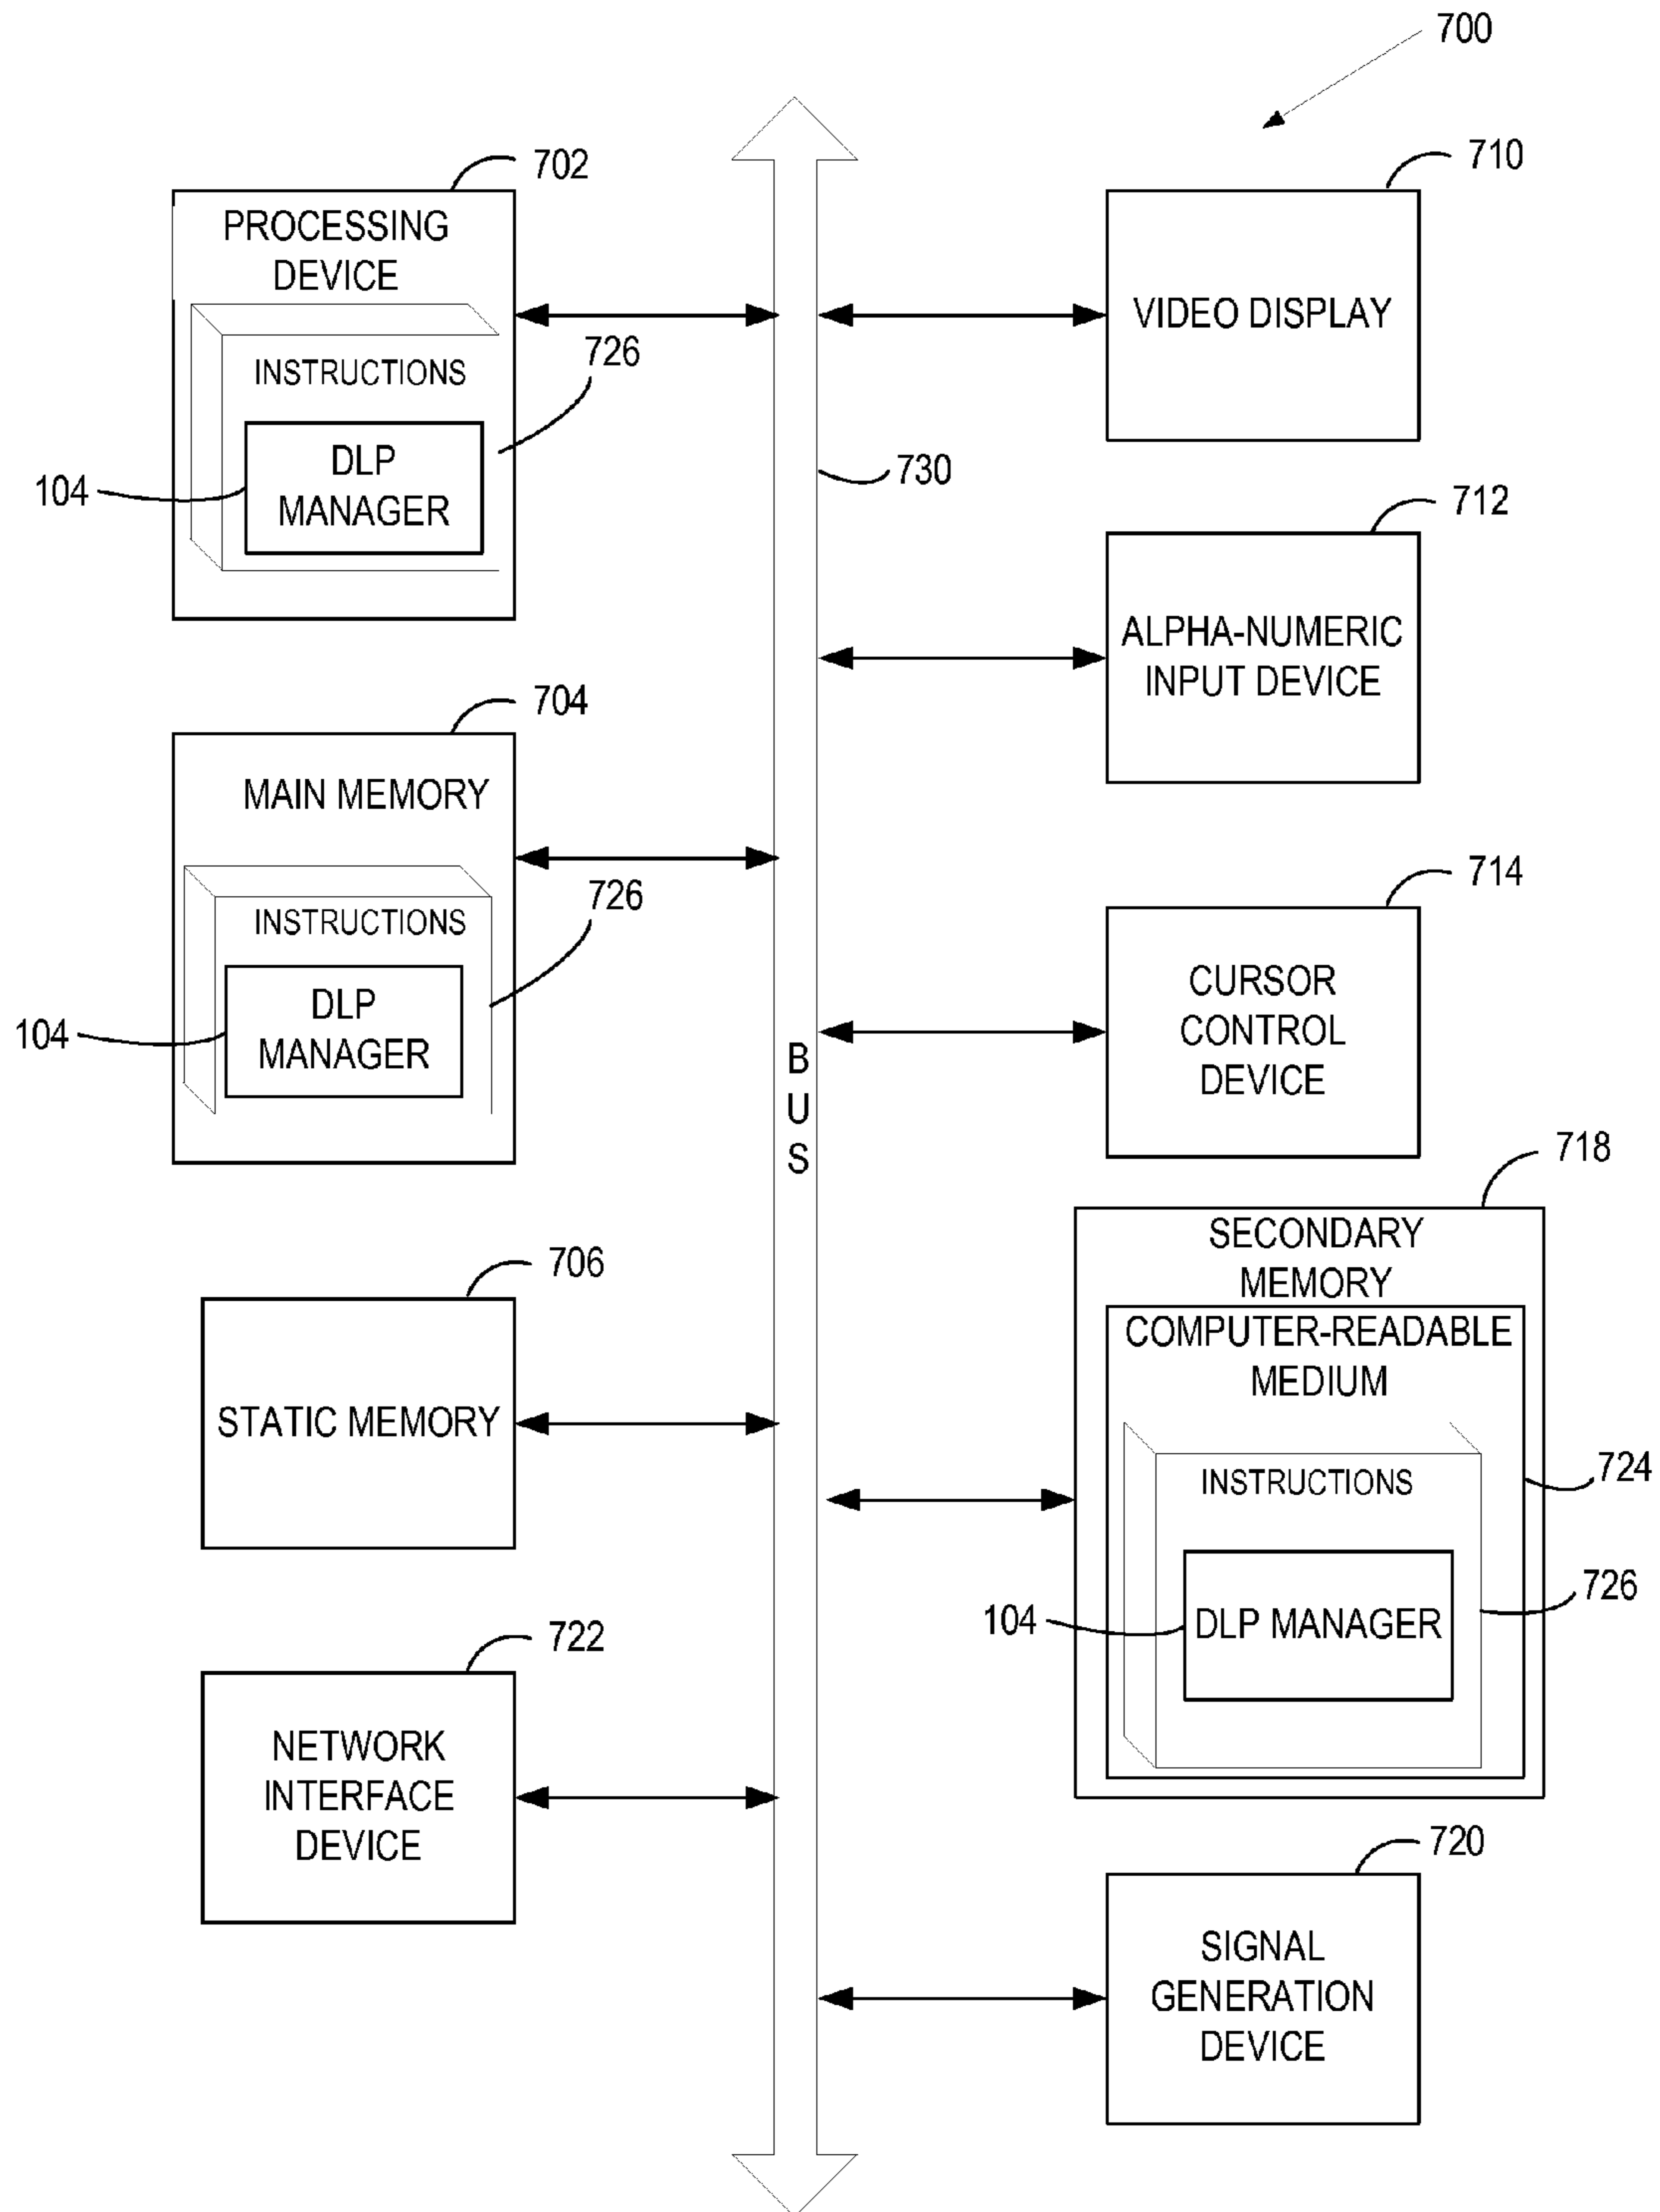 700
702
PROCESSING
DEVICE
INSTRUCTIONS
726
DLP
MANAGER
104
704
MAIN MEMORY
INSTRUCTIONS
726
DLP
MANAGER
104
706
STATIC MEMORY
722
NETWORK
INTERFACE
DEVICE
730
B
U
S
710
VIDEO DISPLAY
712
ALPHA-NUMERIC
INPUT DEVICE
714
CURSOR
CONTROL
DEVICE
718
SECONDARY
MEMORY
COMPUTER-READABLE
MEDIUM
724
INSTRUCTIONS
726
104
DLP MANAGER
720
SIGNAL
GENERATION
DEVICE